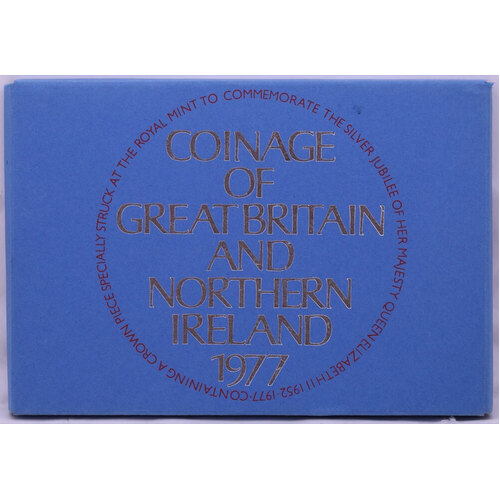 COINAGE
OF
GREAT BRITAIN
AND
NORTHERN
IRELAND
1977
CONTAINING A CROWN PIECE SPECIALLY STRUCK AT THE ROYAL MINT TO COMMEMORATE THE SILVER JUBILEE OF HER MAJESTY QUEEN ELIZABETH II 1952-1977·